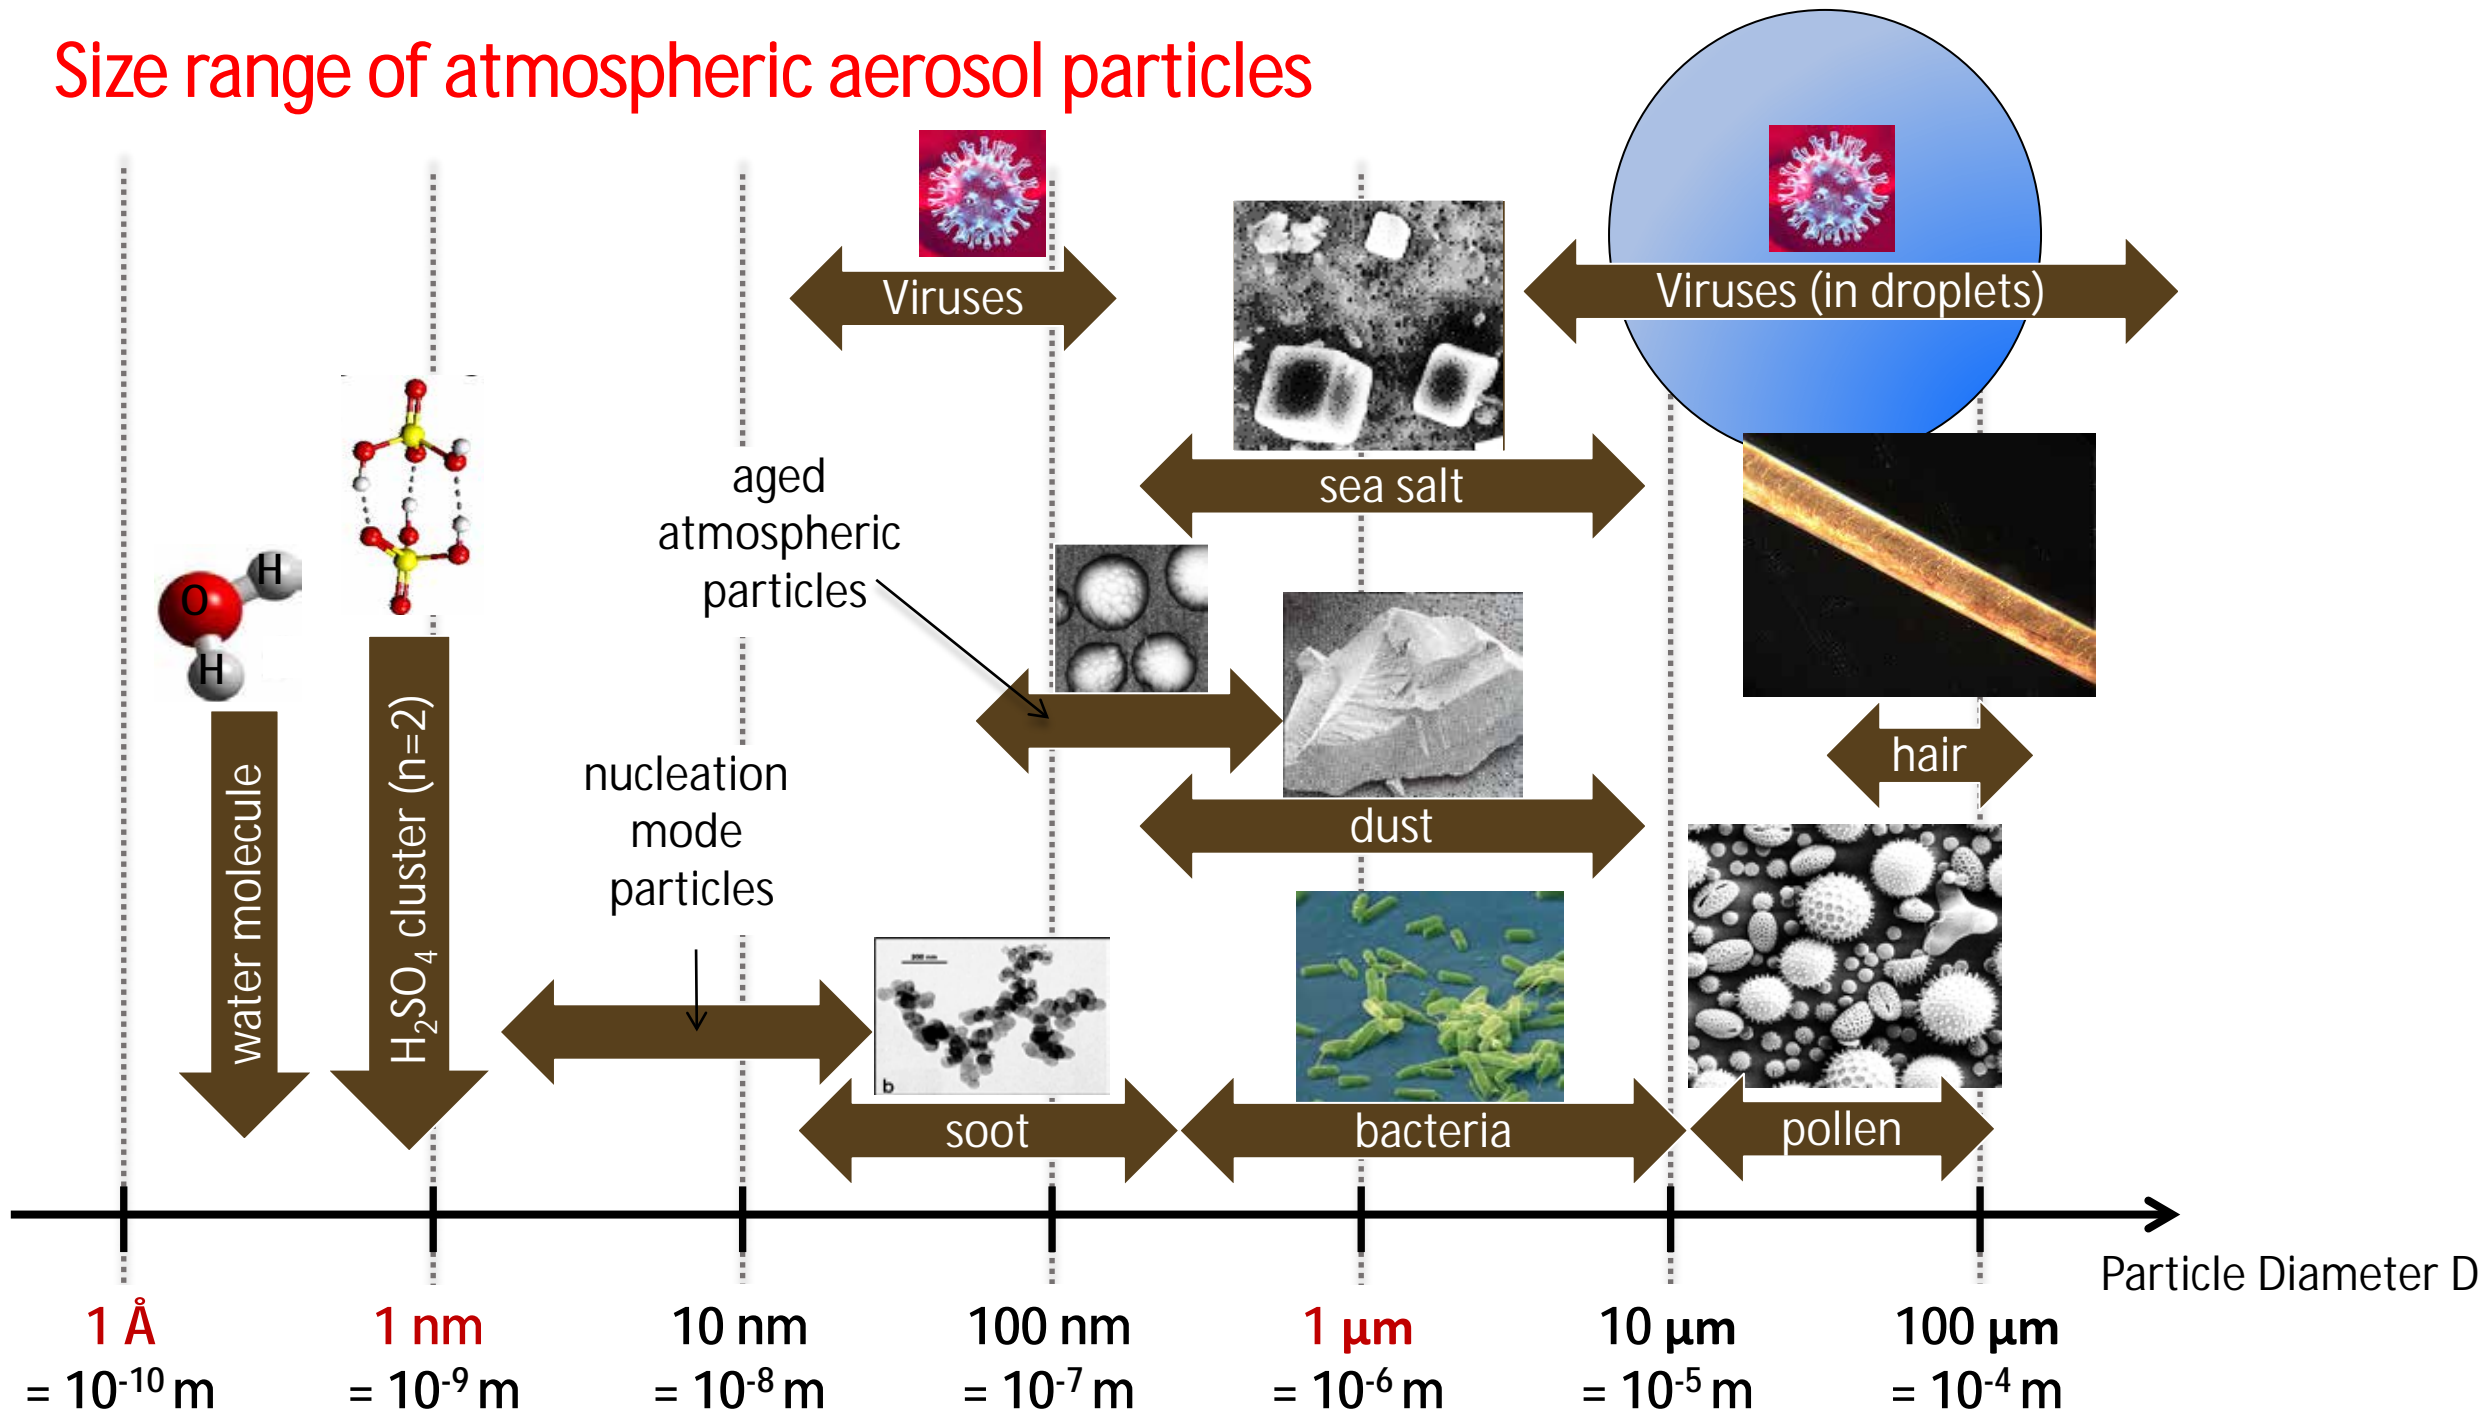 Size range of atmospheric aerosol particles
Viruses
Viruses (in droplets)
sea salt
aged
atmospheric
particles
O
H
H
hair
nucleation
mode
particles
dust
water molecule
H₂SO₄ cluster (n=2)
b
soot
bacteria
pollen
Particle Diameter D
1 Å
= 10⁻¹⁰ m
1 nm
= 10⁻⁹ m
10 nm
= 10⁻⁸ m
100 nm
= 10⁻⁷ m
1 µm
= 10⁻⁶ m
10 µm
= 10⁻⁵ m
100 µm
= 10⁻⁴ m